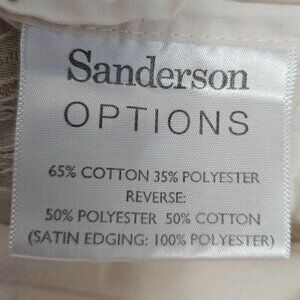 Sanderson
OPTIONS
65% COTTON 35% POLYESTER
REVERSE:
50% POLYESTER 50% COTTON
(SATIN EDGING: 100% POLYESTER)